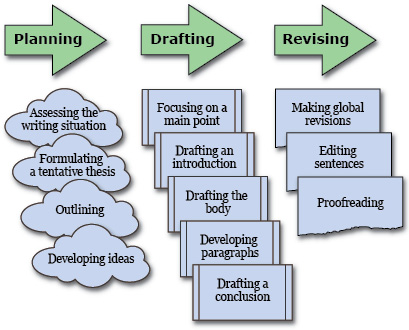 Planning
Drafting
Revising
Assessing the
writing situation
Formulating
a tentative thesis
Outlining
Developing ideas
Focusing on a
main point
Drafting an
introduction
Drafting the
body
Developing
paragraphs
Drafting a
conclusion
Making global
revisions
Editing
sentences
Proofreading